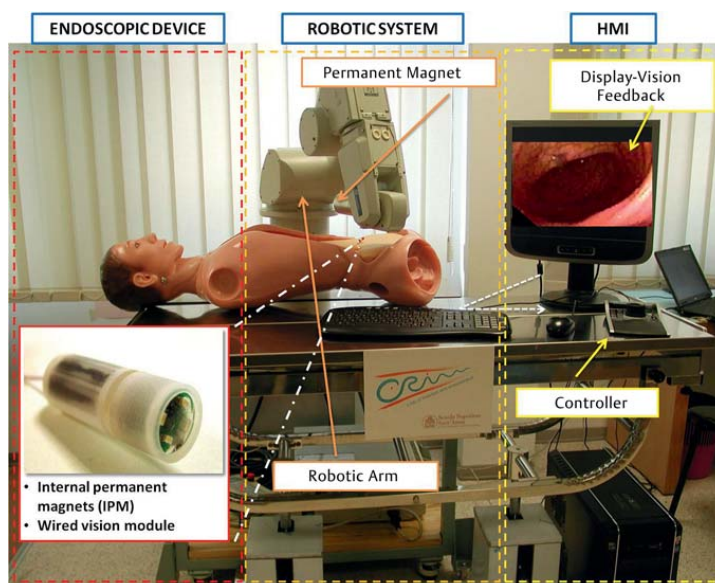 ENDOSCOPIC DEVICE
ROBOTIC SYSTEM
HMI
Permanent Magnet
Display-Vision
Feedback
Controller
Robotic Arm
• Internal permanent
magnets (IPM)
• Wired vision module